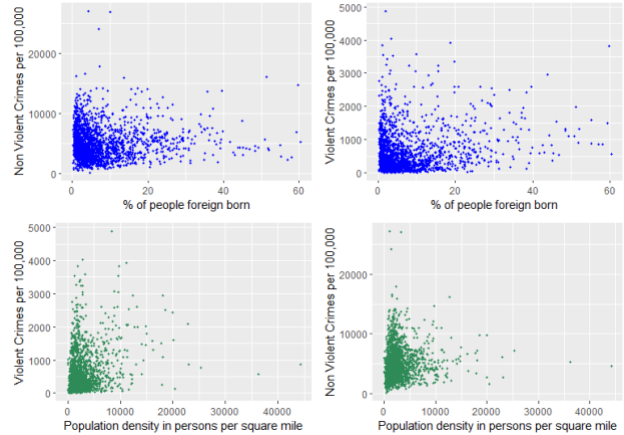 Non Violent Crimes per 100,000
20000
10000
0
0 20 40 60
% of people foreign born
Violent Crimes per 100,000
5000
4000
3000
2000
1000
0
0 20 40 60
% of people foreign born
Violent Crimes per 100,000
5000
4000
3000
2000
1000
0
0 10000 20000 30000 40000
Population density in persons per square mile
Non Violent Crimes per 100,000
20000
10000
0
0 10000 20000 30000 40000
Population density in persons per square mile